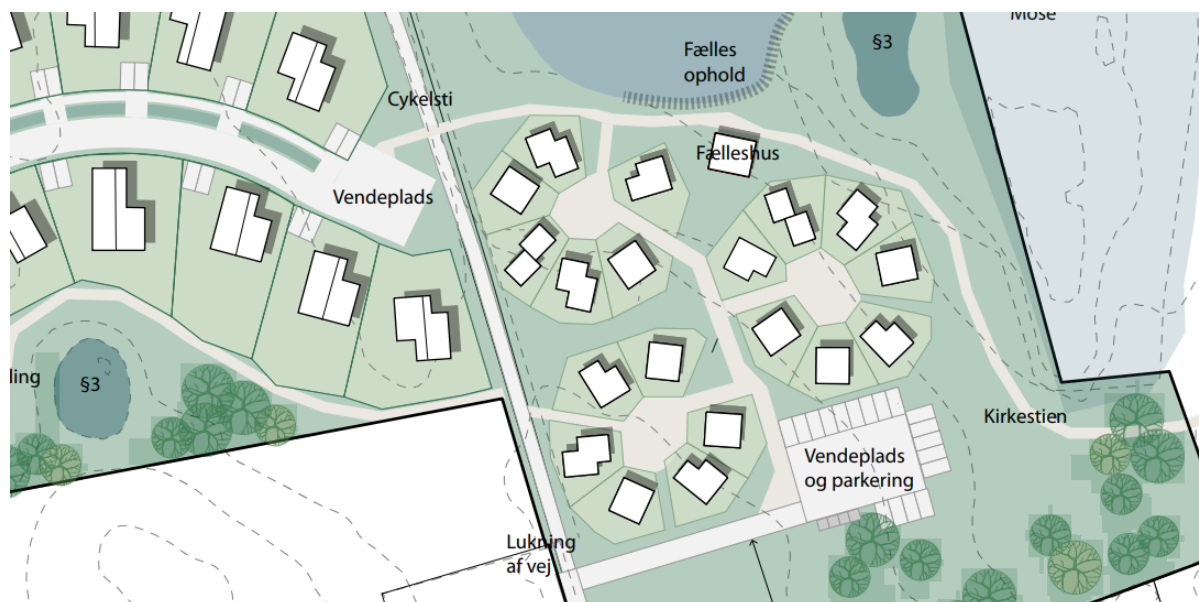 Mose
§3
Fælles
ophold
Cykelsti
Fælleshus
Vendeplads
ling
§3
Kirkestien
Vendeplads
og parkering
Lukning
af vej